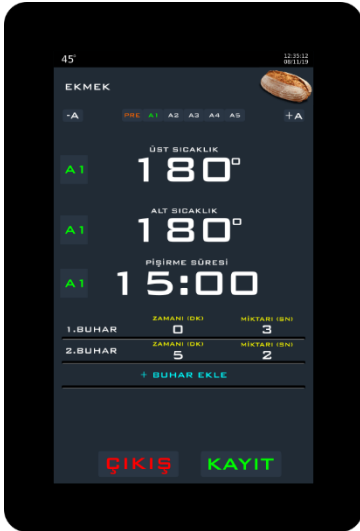 45°
12:35:12
08/11/19
EKMEK
-A PRE A1 A2 A3 A4 A5 +A
ÜST SICAKLIK
A1 180°
ALT SICAKLIK
A1 180°
PİŞİRME SÜRESİ
A1 15:00
ZAMANI (DK) MİKTARI (SN)
1.BUHAR 0 3
ZAMANI (DK) MİKTARI (SN)
2.BUHAR 5 2
+ BUHAR EKLE
ÇIKIŞ KAYIT